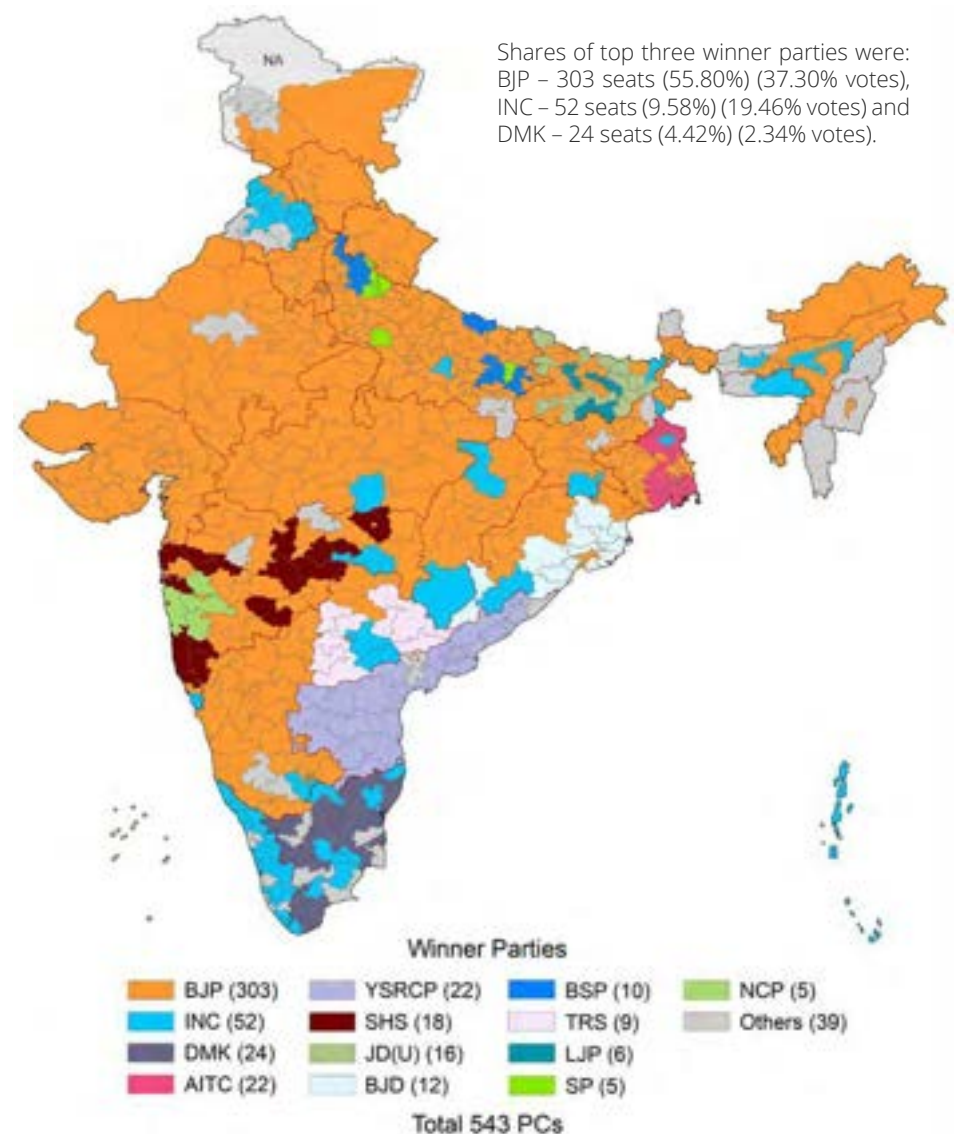 NA
Shares of top three winner parties were:
BJP – 303 seats (55.80%) (37.30% votes),
INC – 52 seats (9.58%) (19.46% votes) and
DMK – 24 seats (4.42%) (2.34% votes).
Winner Parties
BJP (303) YSRCP (22) BSP (10) NCP (5)
INC (52) SHS (18) TRS (9) Others (39)
DMK (24) JD(U) (16) LJP (6)
AITC (22) BJD (12) SP (5)
Total 543 PCs